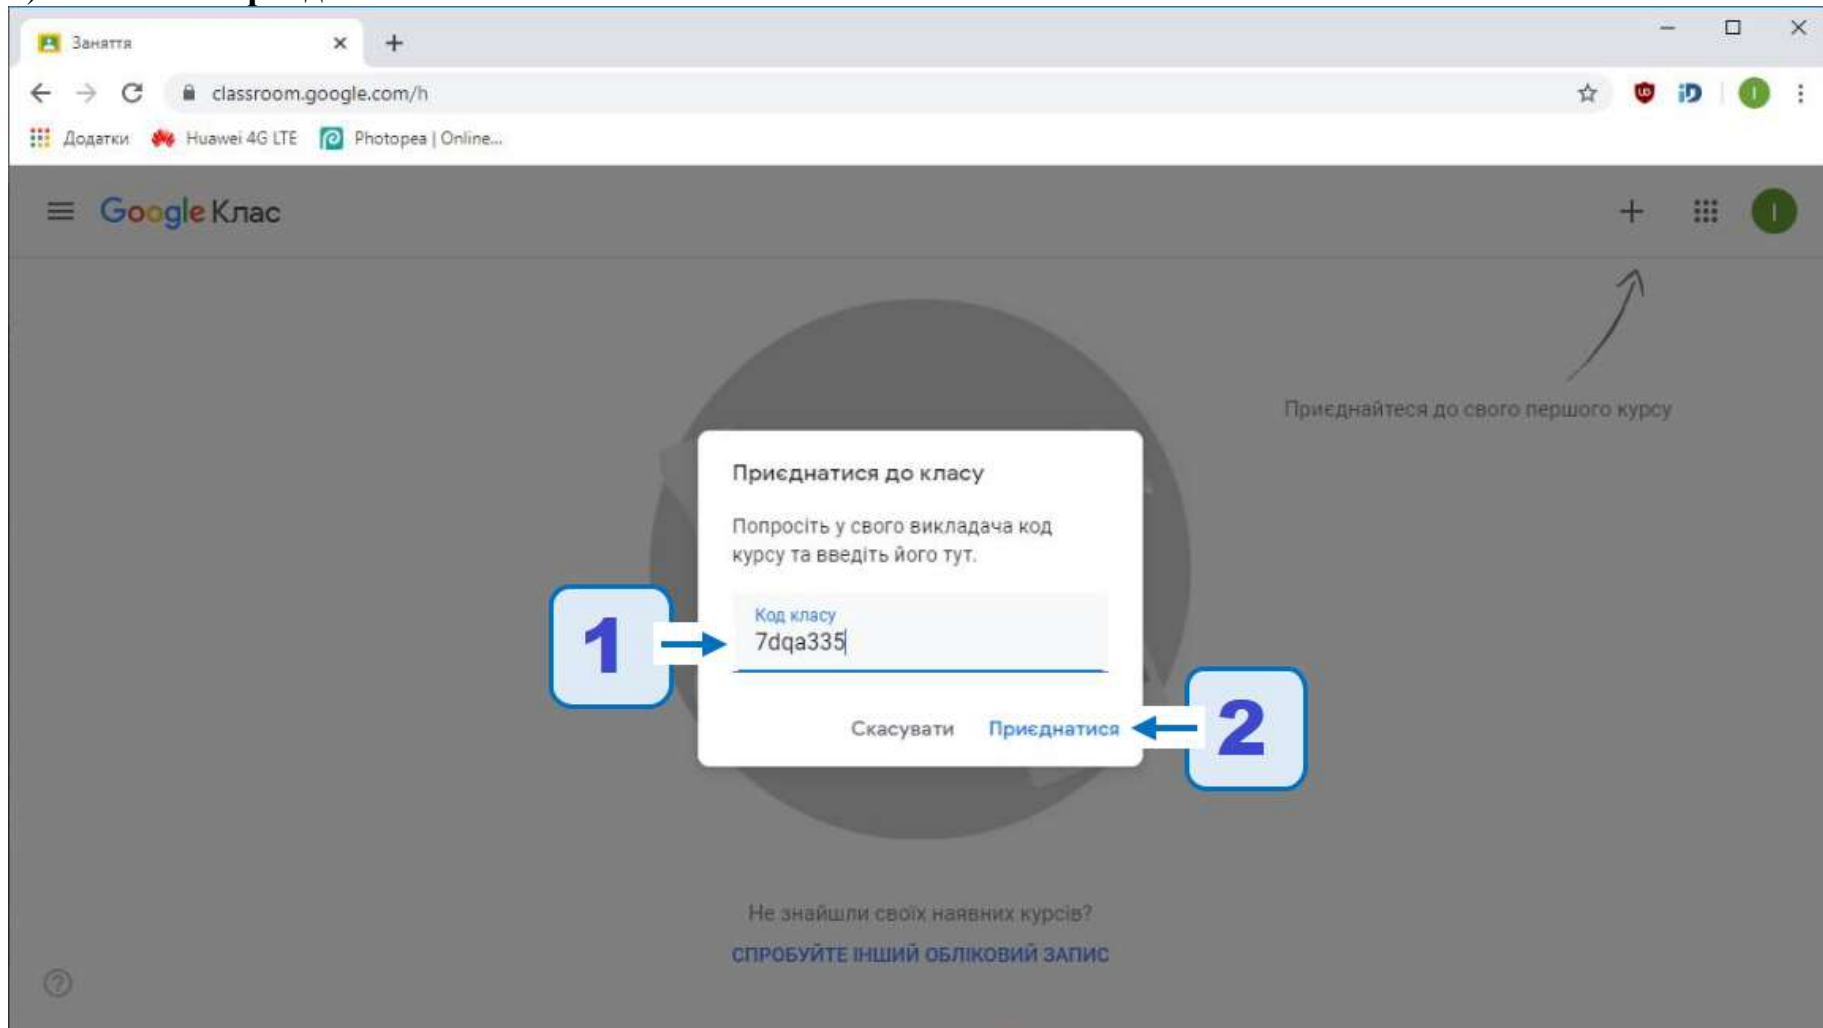 Заняття
classroom.google.com/h
Додатки Huawei 4G LTE Photopea | Online...
Google Клас
Приєднайтеся до свого першого курсу
Приєднатися до класу
Попросіть у свого викладача код
курсу та введіть його тут.
1
Код класу
7dqa335
Скасувати Приєднатися
2
Не знайшли своїх наявних курсів?
СПРОБУЙТЕ ІНШИЙ ОБЛІКОВИЙ ЗАПИС